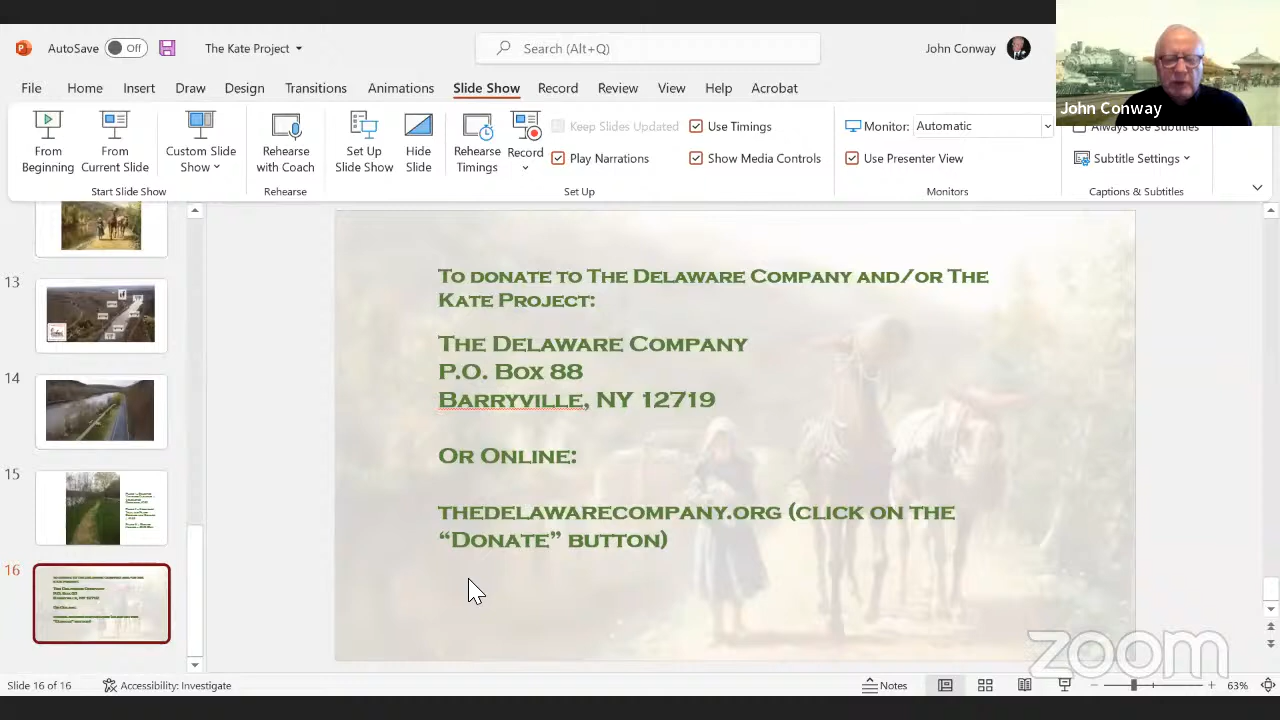 AutoSave Off The Kate Project Search (Alt+Q) John Conway
File Home Insert Draw Design Transitions Animations Slide Show Record Review View Help Acrobat
John Conway
From Beginning
From Current Slide
Custom Slide Show
Start Slide Show
Rehearse with Coach
Rehearse
Set Up Slide Show
Hide Slide
Rehearse Timings
Record
Keep Slides Updated
Play Narrations
Use Timings
Show Media Controls
Set Up
Monitor: Automatic
Use Presenter View
Monitors
Always Use Subtitles
Subtitle Settings
Captions & Subtitles
13
14
15
16
To donate to The Delaware Company and/or The
Kate Project:
The Delaware Company
P.O. Box 88
Barryville, NY 12719
Or Online:
thedelawarecompany.org (click on the
“Donate” button)
zoom
Slide 16 of 16 Accessibility: Investigate Notes 63%